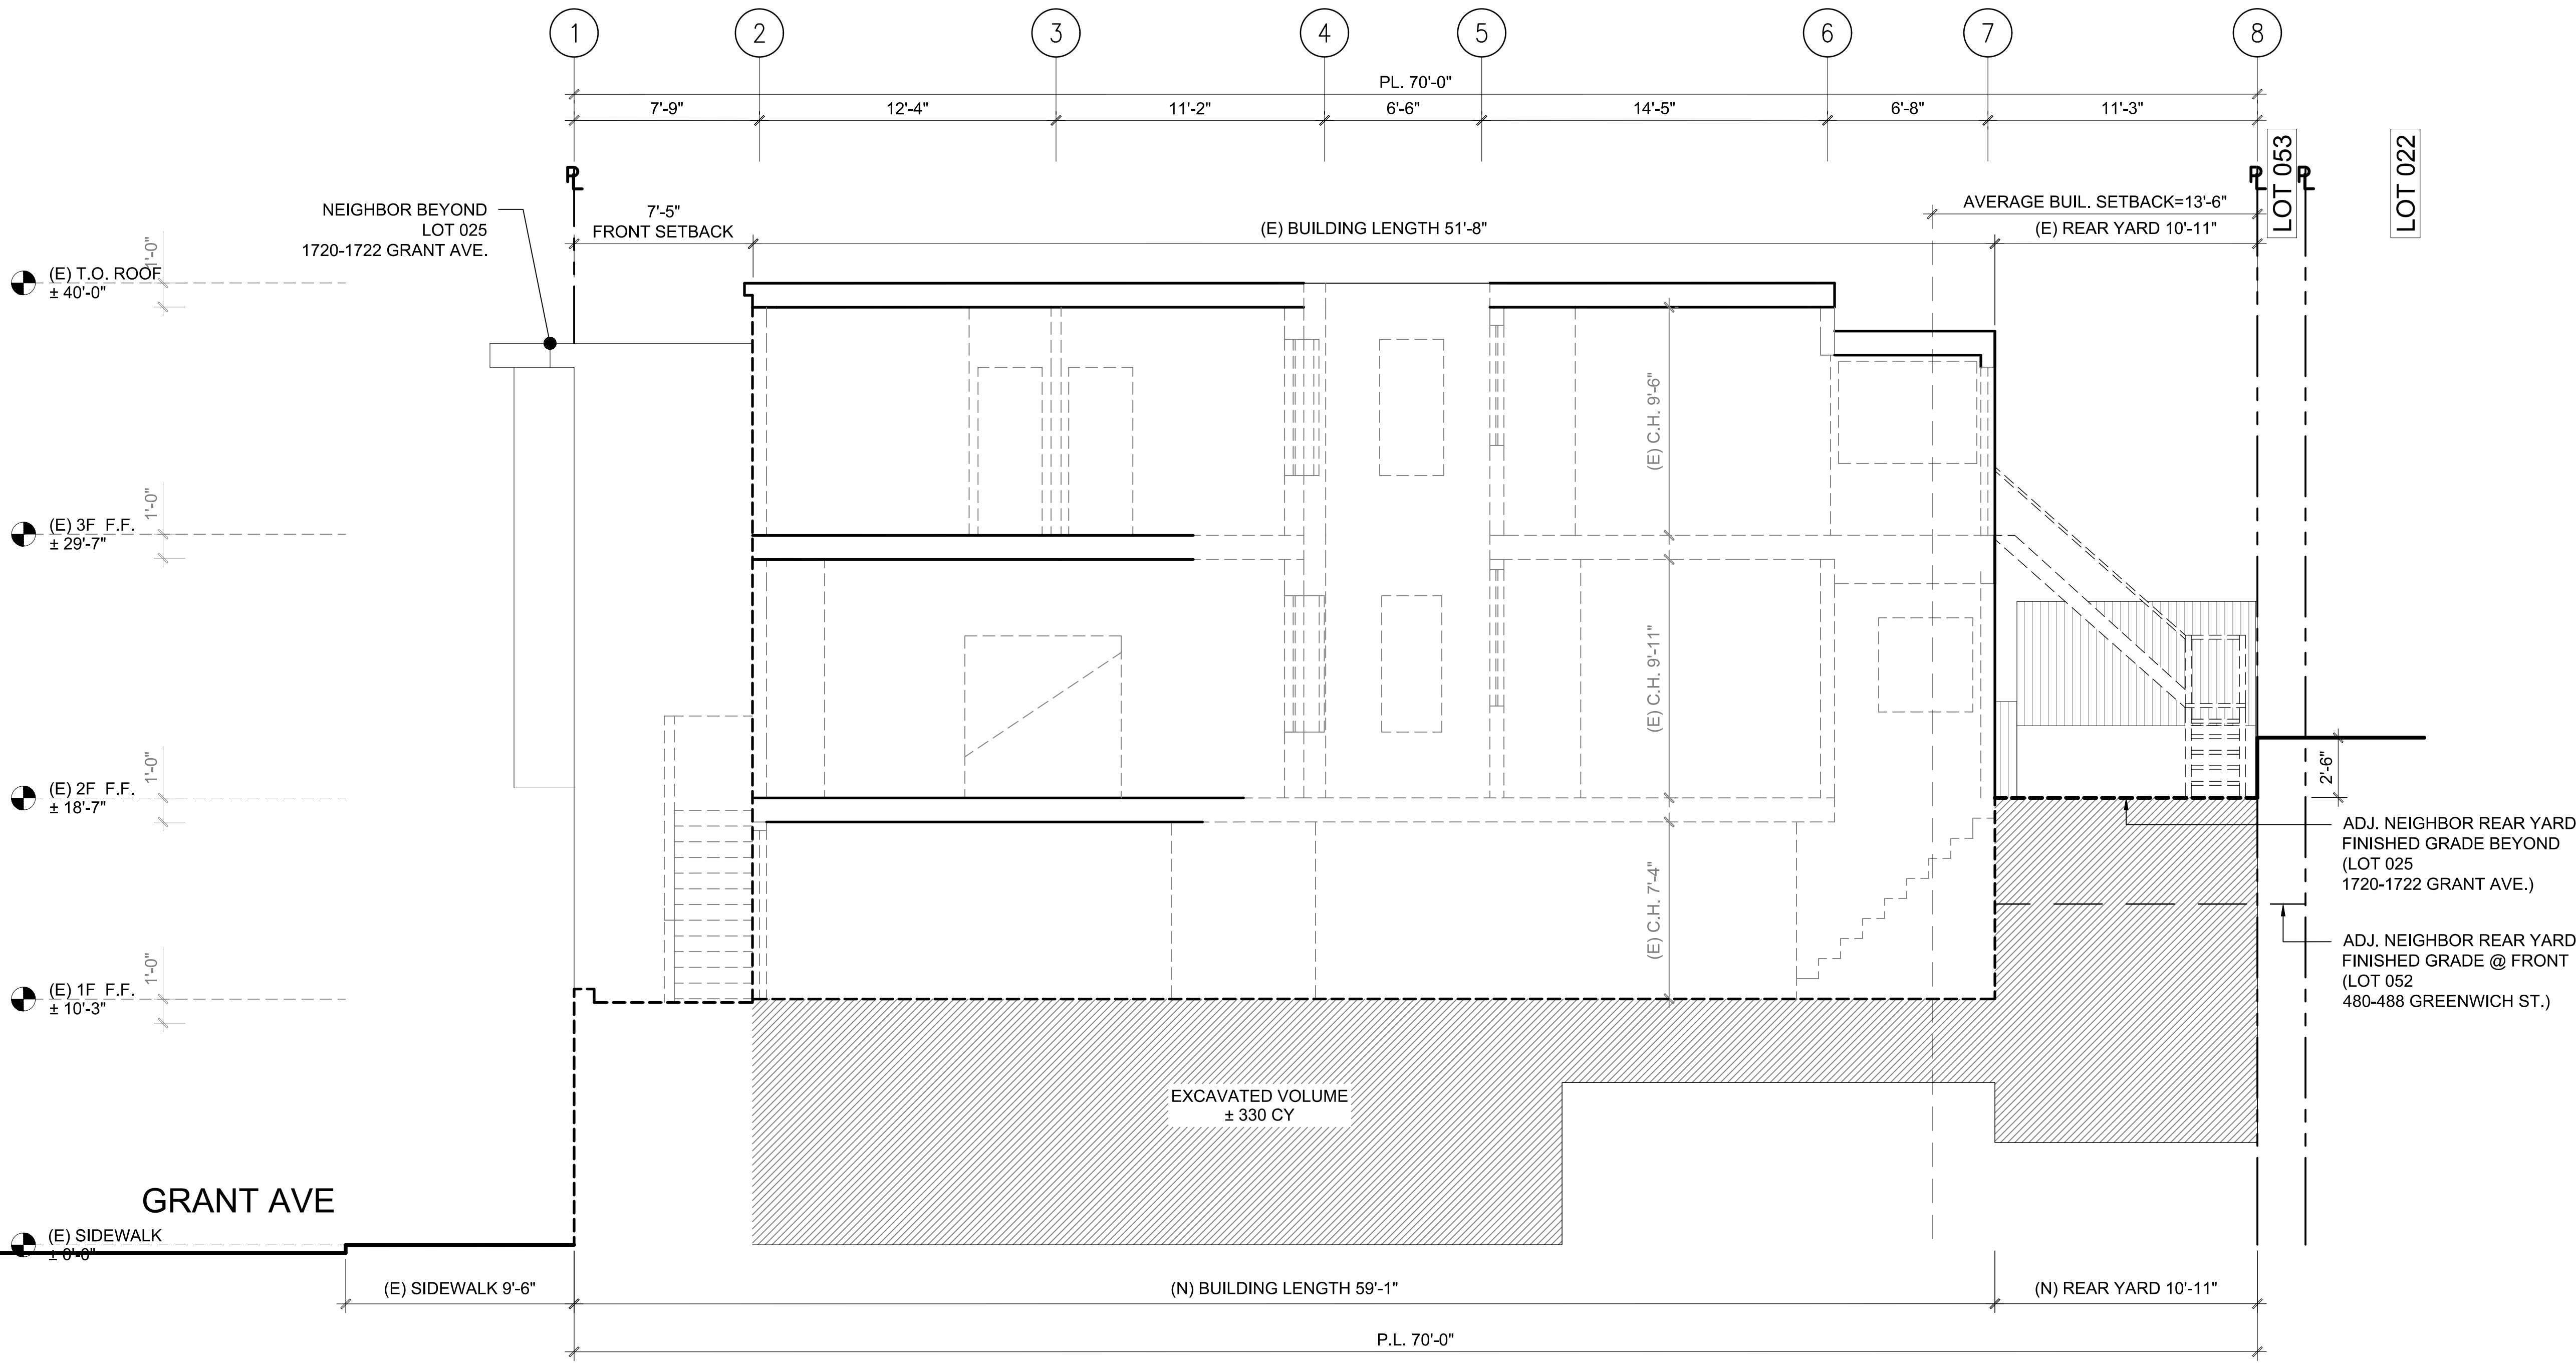 1 2 3 4 5 6 7 8
PL. 70'-0"
7'-9" 12'-4" 11'-2" 6'-6" 14'-5" 6'-8" 11'-3"
LOT 053
LOT 022
PL
PL
PL
NEIGHBOR BEYOND
LOT 025
1720-1722 GRANT AVE.
7'-5"
FRONT SETBACK
(E) BUILDING LENGTH 51'-8"
AVERAGE BUIL. SETBACK=13'-6"
(E) REAR YARD 10'-11"
(E) T.O. ROOF
± 40'-0"
1'-0"
(E) 3F F.F.
± 29'-7"
1'-0"
(E) 2F F.F.
± 18'-7"
1'-0"
(E) 1F F.F.
± 10'-3"
1'-0"
(E) C.H. 9'-6"
(E) C.H. 9'-11"
(E) C.H. 7'-4"
2'-6"
ADJ. NEIGHBOR REAR YARD
FINISHED GRADE BEYOND
(LOT 025
1720-1722 GRANT AVE.)
ADJ. NEIGHBOR REAR YARD
FINISHED GRADE @ FRONT
(LOT 052
480-488 GREENWICH ST.)
EXCAVATED VOLUME
± 330 CY
GRANT AVE
(E) SIDEWALK
± 0'-0"
(E) SIDEWALK 9'-6"
(N) BUILDING LENGTH 59'-1"
(N) REAR YARD 10'-11"
P.L. 70'-0"